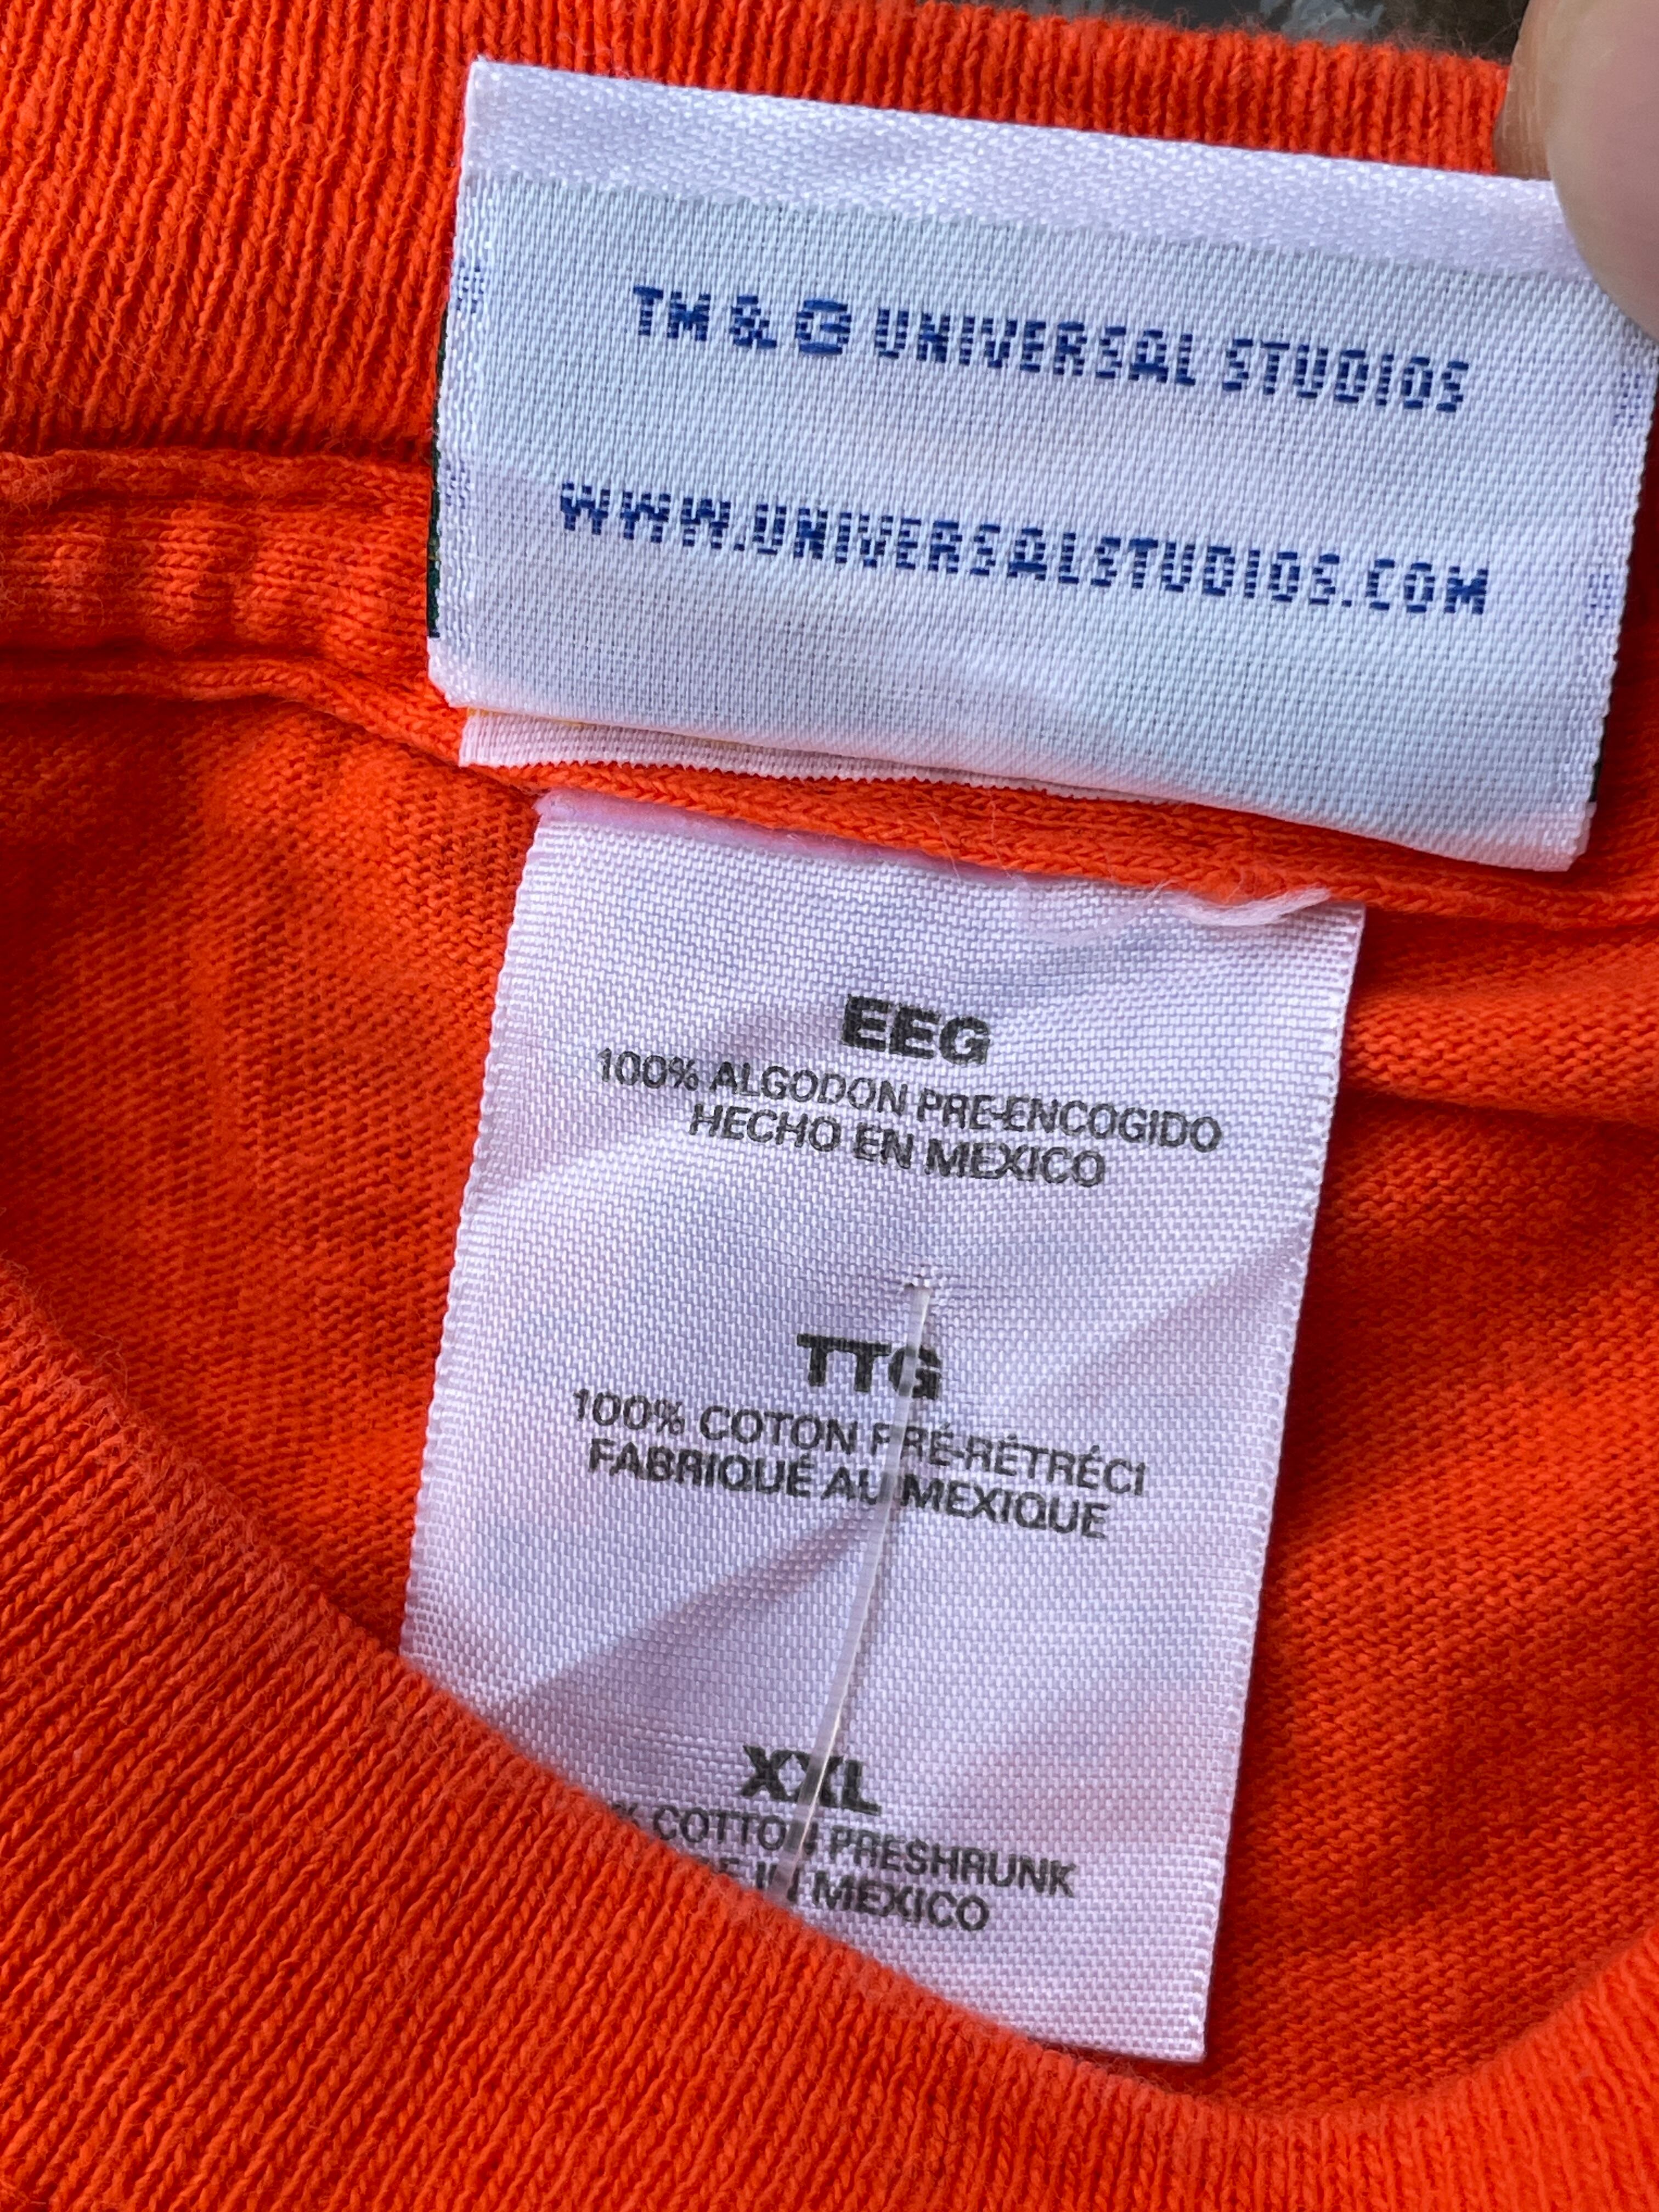 TM & © UNIVERSAL STUDIOS
WWW.UNIVERSALSTUDIOS.COM
EEG
100% ALGODON PRE-ENCOGIDO
HECHO EN MEXICO
TTG
100% COTON PRÉ-RÉTRÉCI
FABRIQUÉ AU MEXIQUE
XXL
% COTTON PRESHRUNK
IN MEXICO